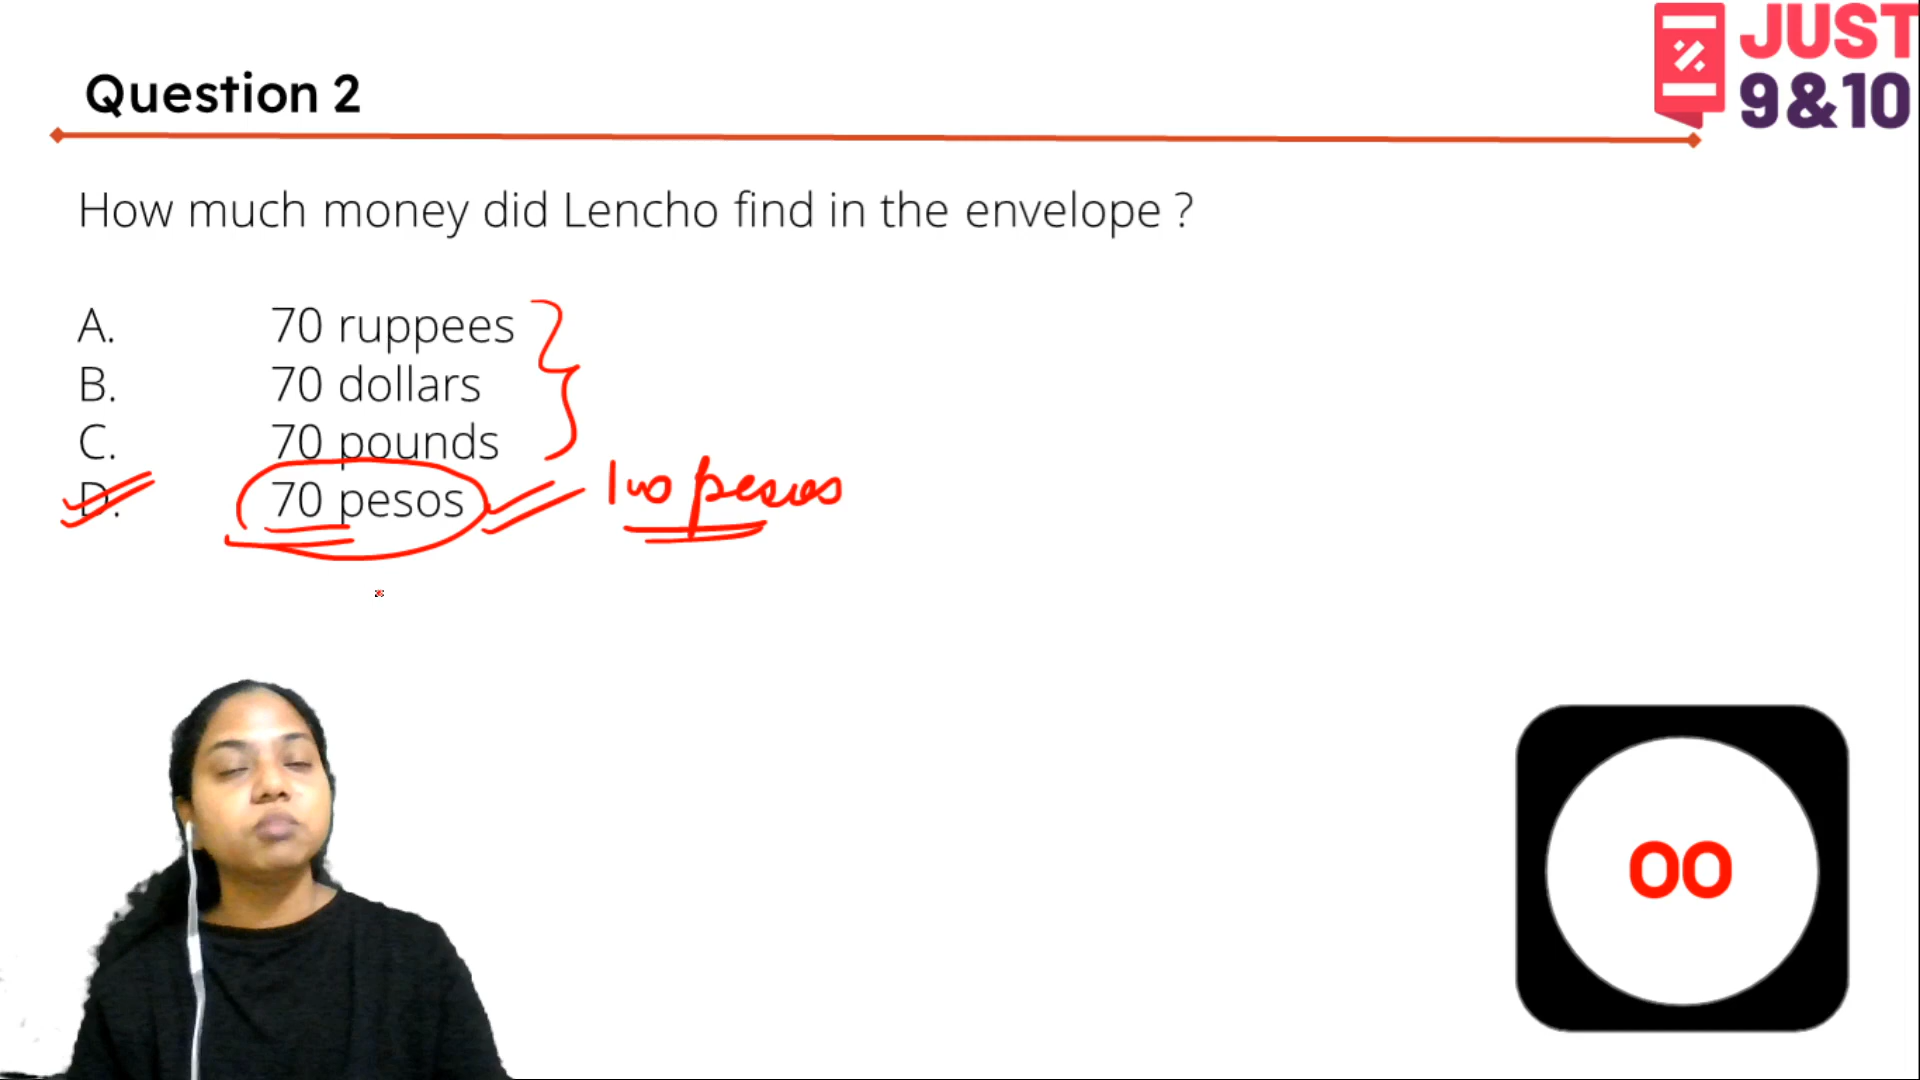 JUST
9&10
Question 2
How much money did Lencho find in the envelope ?
A. 70 ruppees
B. 70 dollars
C. 70 pounds
D. 70 pesos
100 pesos
00